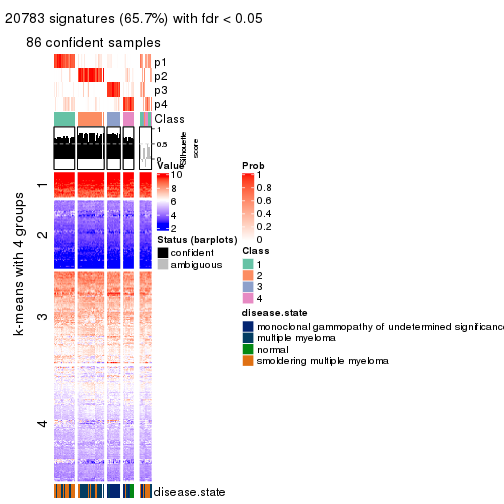 20783 signatures (65.7%) with fdr < 0.05
86 confident samples
p1
p2
p3
p4
Class
1
0.5
0
Silhouette
score
k-means with 4 groups
1
2
3
4
Value
10
8
6
4
2
Status (barplots)
confident
ambiguous
Prob
1
0.8
0.6
0.4
0.2
0
Class
1
2
3
4
disease.state
monoclonal gammopathy of undetermined significance
multiple myeloma
normal
smoldering multiple myeloma
disease.state